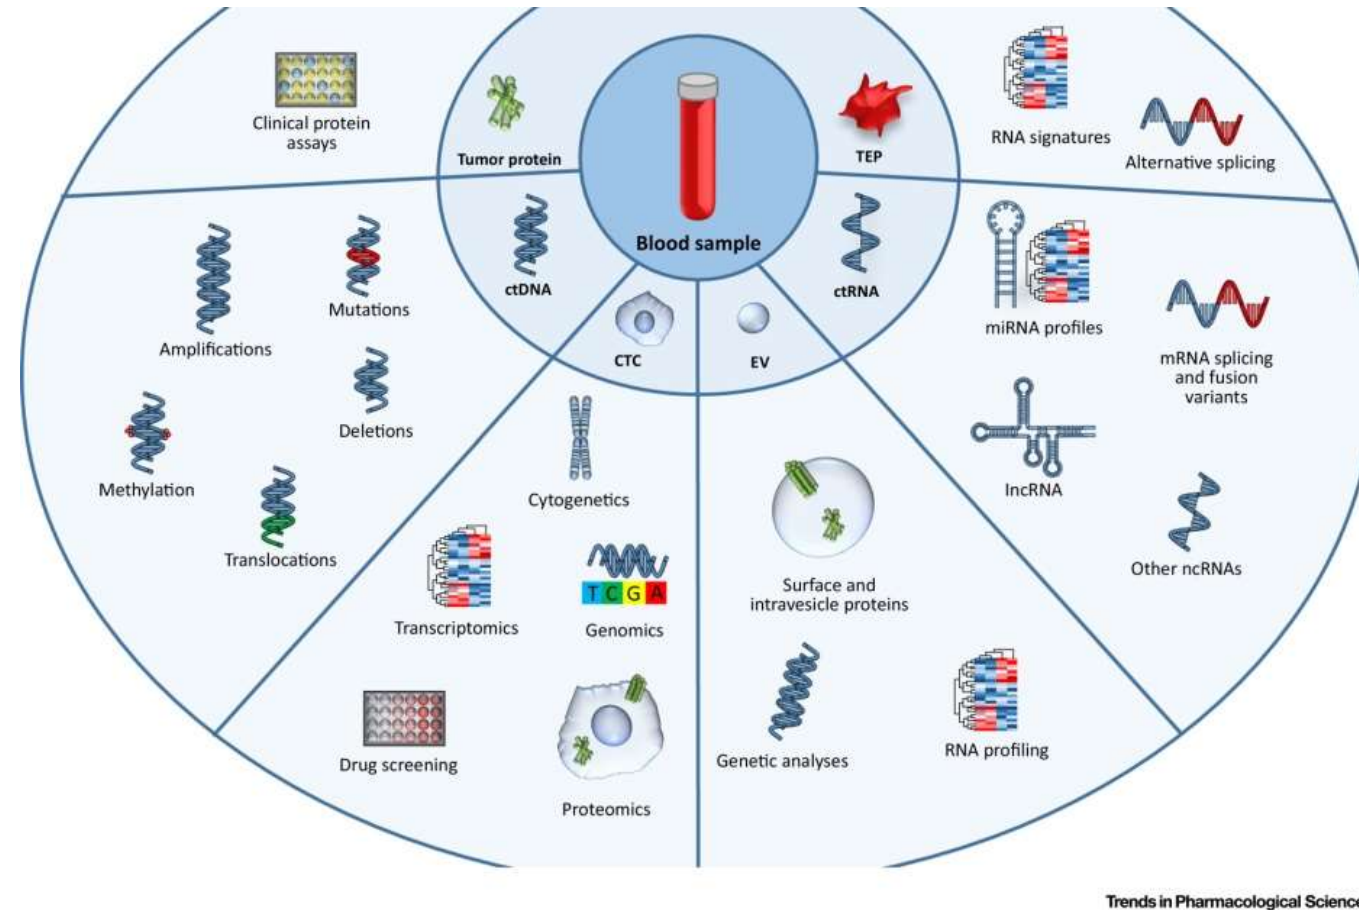 Clinical protein
assays
Tumor protein
TEP
RNA signatures
Alternative splicing
Blood sample
ctDNA
ctRNA
CTC
EV
Amplifications
Mutations
Deletions
Methylation
Translocations
Cytogenetics
Transcriptomics
T C G A
Genomics
Drug screening
Proteomics
Surface and
intravesicle proteins
Genetic analyses
RNA profiling
miRNA profiles
mRNA splicing
and fusion
variants
lncRNA
Other ncRNAs
Trends in Pharmacological Science